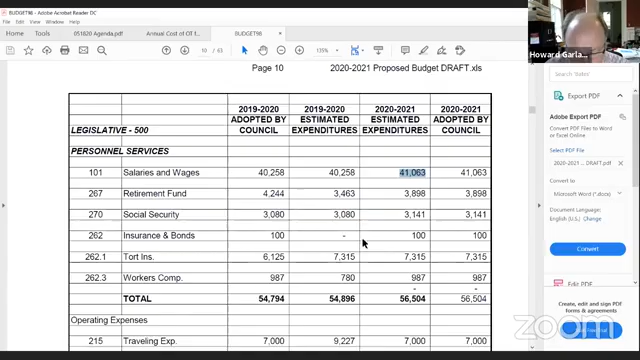 BUDGET96 - Adobe Acrobat Reader DC
File Edit View Window Help
051820 Agenda.pdf Annual Cost of OT f BUDGET96 ×
10 / 63 135%
Page 10 2020-2021 Proposed Budget DRAFT.xls
LEGISLATIVE - 500 2019-2020 ADOPTED BY COUNCIL 2019-2020 ESTIMATED EXPENDITURES 2020-2021 ESTIMATED EXPENDITURES 2020-2021 ADOPTED BY COUNCIL
PERSONNEL SERVICES
101 Salaries and Wages 40,258 40,258 41,063 41,063
267 Retirement Fund 4,244 3,463 3,898 3,898
270 Social Security 3,080 3,080 3,141 3,141
262 Insurance & Bonds 100 - 100 100
262.1 Tort Ins. 6,125 7,315 7,315 7,315
262.3 Workers Comp. 987 780 987 987
- -
TOTAL 54,794 54,896 56,504 56,504
Operating Expenses
215 Traveling Exp. 7,000 9,227 7,000 7,000
Howard Garla...
Export PDF
Adobe Export PDF
Convert PDF Files to Word
or Excel Online
Select PDF File
2020-2021 ... DRAFT.pdf ×
Convert to
Microsoft Word (*.docx)
Document Language:
English (U.S.) Change
Convert
Edit PDF
Create, edit and sign PDF
forms & agreements
zoom